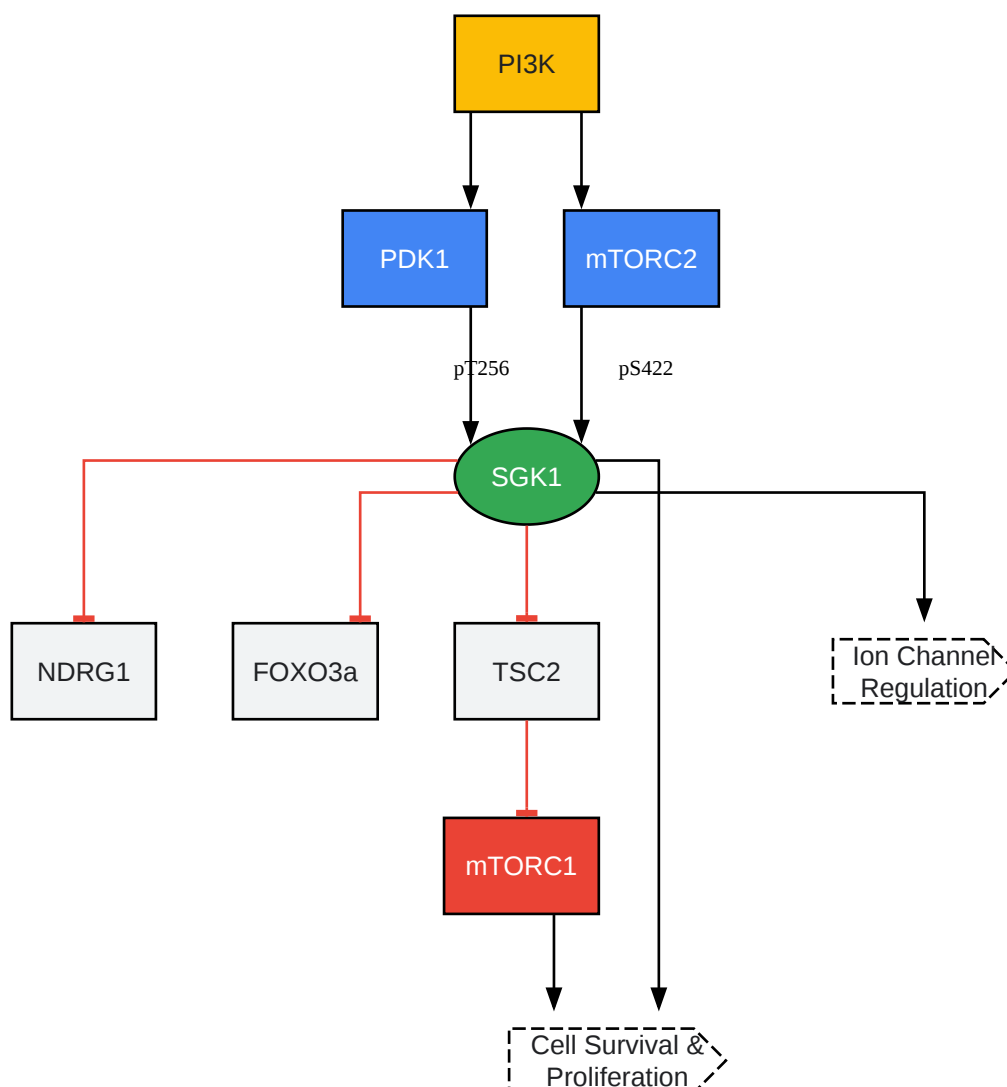 PI3K
PDK1
mTORC2
pT256
pS422
SGK1
NDRG1
FOXO3a
TSC2
Ion Channel
Regulation
mTORC1
Cell Survival &
Proliferation